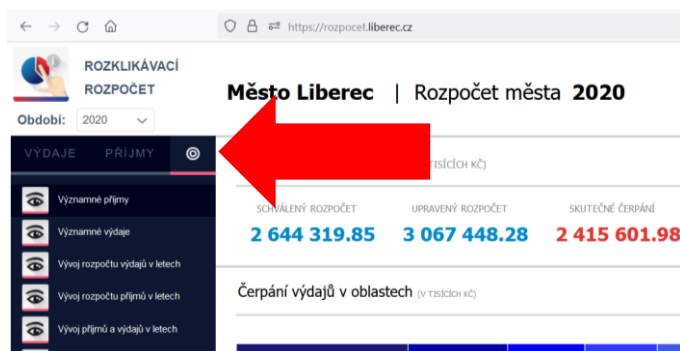 https://rozpocet.liberec.cz
ROZKLIKÁVACÍ
ROZPOČET
Období: 2020
Město Liberec | Rozpočet města 2020
VÝDAJE PŘÍJMY
TISÍCÍCH KČ)
Významné příjmy
Významné výdaje
Vývoj rozpočtu výdajů v letech
Vývoj rozpočtu příjmů v letech
Vývoj příjmů a výdajů v letech
SCHVÁLENÝ ROZPOČET UPRAVENÝ ROZPOČET SKUTEČNÉ ČERPÁNÍ
2 644 319.85 3 067 448.28 2 415 601.98
Čerpání výdajů v oblastech (V TISÍCÍCH KČ)